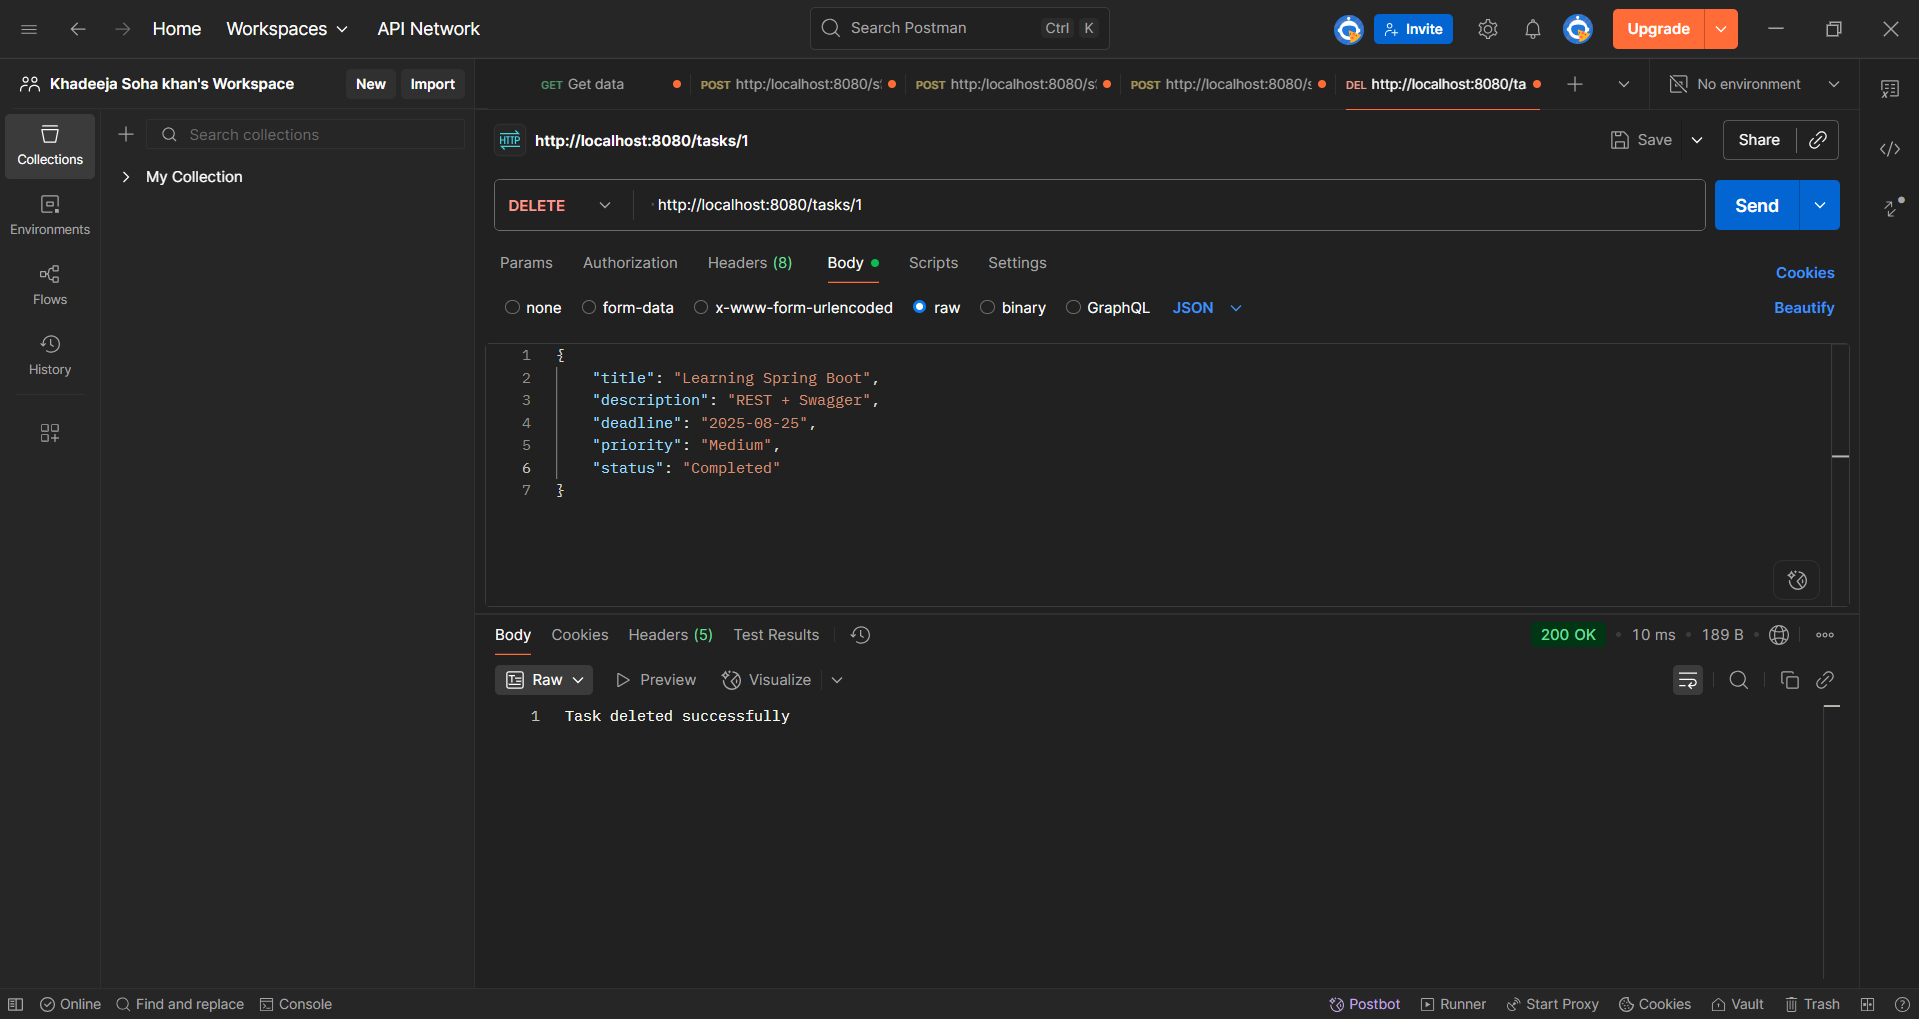 Home Workspaces API Network Search Postman Ctrl K Invite Upgrade
Khadeeja Soha khan's Workspace New Import
GET Get data POST http:/localhost:8080/s POST http:/localhost:8080/s POST http://localhost:8080/s DEL http://localhost:8080/ta No environment
Collections
Environments
Flows
History
Search collections
My Collection
HTTP http://localhost:8080/tasks/1 Save Share
DELETE http://localhost:8080/tasks/1 Send
Params Authorization Headers (8) Body Scripts Settings Cookies
none form-data x-www-form-urlencoded raw binary GraphQL JSON Beautify
1 {
2 "title": "Learning Spring Boot",
3 "description": "REST + Swagger",
4 "deadline": "2025-08-25",
5 "priority": "Medium",
6 "status": "Completed"
7 }
Body Cookies Headers (5) Test Results 200 OK • 10 ms • 189 B
Raw Preview Visualize
1 Task deleted successfully
Online Find and replace Console Postbot Runner Start Proxy Cookies Vault Trash